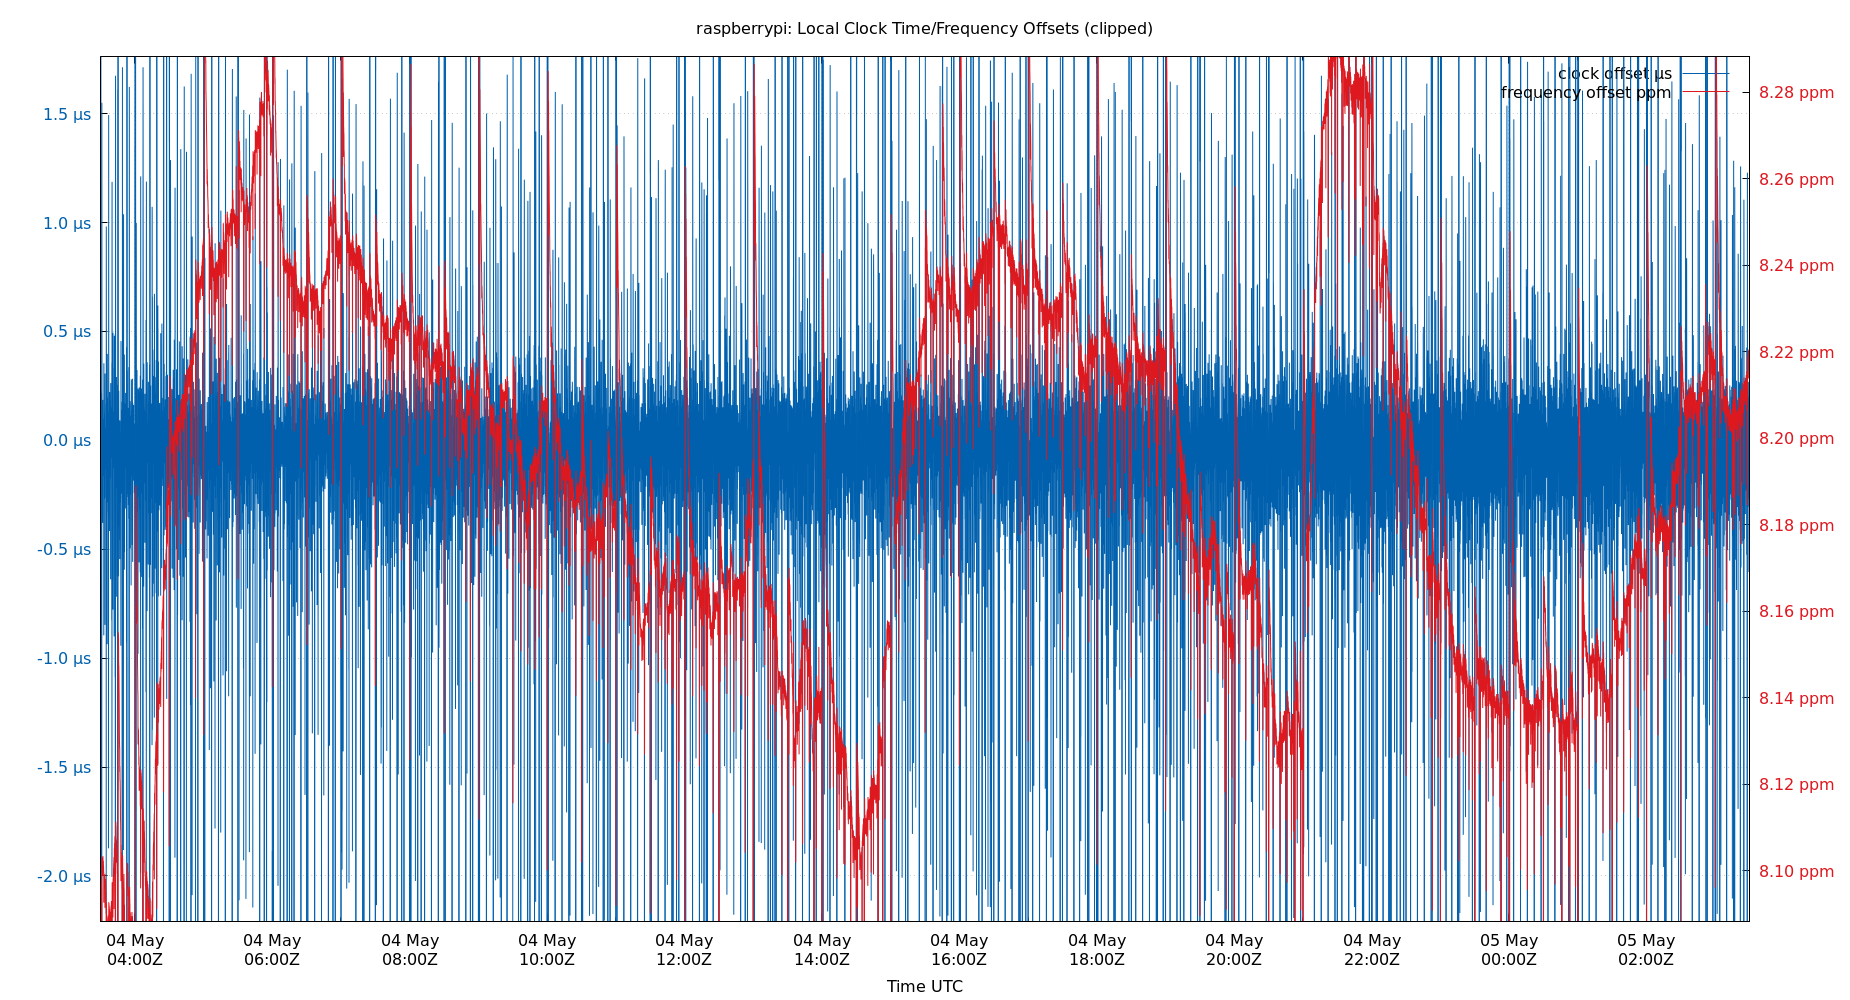 raspberrypi: Local Clock Time/Frequency Offsets (clipped)
clock offset µs
frequency offset ppm
1.5 µs
1.0 µs
0.5 µs
0.0 µs
-0.5 µs
-1.0 µs
-1.5 µs
-2.0 µs
8.28 ppm
8.26 ppm
8.24 ppm
8.22 ppm
8.20 ppm
8.18 ppm
8.16 ppm
8.14 ppm
8.12 ppm
8.10 ppm
04 May 04 May 04 May 04 May 04 May 04 May 04 May 04 May 04 May 04 May 05 May 05 May
04:00Z 06:00Z 08:00Z 10:00Z 12:00Z 14:00Z 16:00Z 18:00Z 20:00Z 22:00Z 00:00Z 02:00Z
Time UTC